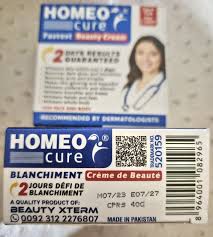 HOMEO
cure
Fastest Beauty Cream
2 DAYS RESULTS
GUARANTEED
RECOMMENDED BY DERMATOLOGISTS
HOMEO
cure
BLANCHIMENT Crème de Beauté
2 JOURS DÉFI DE
BLANCHIMENT
A QUALITY PRODUCT OF:
BEAUTY XTERM
0092 312 2276807
M07/23 E07/27
MADE IN PAKISTAN
520159
8 964001 082965